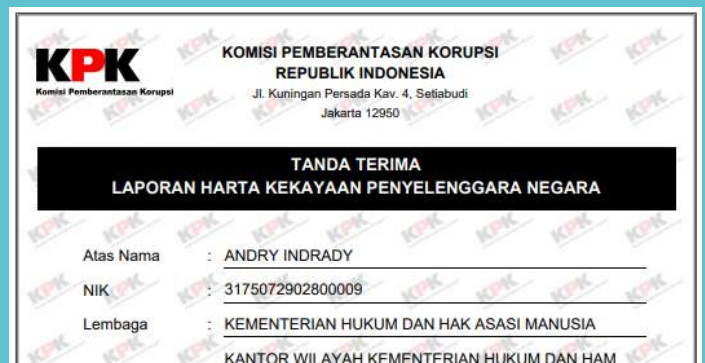 KPK
Komisi Pemberantasan Korupsi
KOMISI PEMBERANTASAN KORUPSI
REPUBLIK INDONESIA
Jl. Kuningan Persada Kav. 4, Setiabudi
Jakarta 12950
TANDA TERIMA
LAPORAN HARTA KEKAYAAN PENYELENGGARA NEGARA
Atas Nama : ANDRY INDRADY
NIK : 3175072902800009
Lembaga : KEMENTERIAN HUKUM DAN HAK ASASI MANUSIA
KANTOR WILAYAH KEMENTERIAN HUKUM DAN HAM